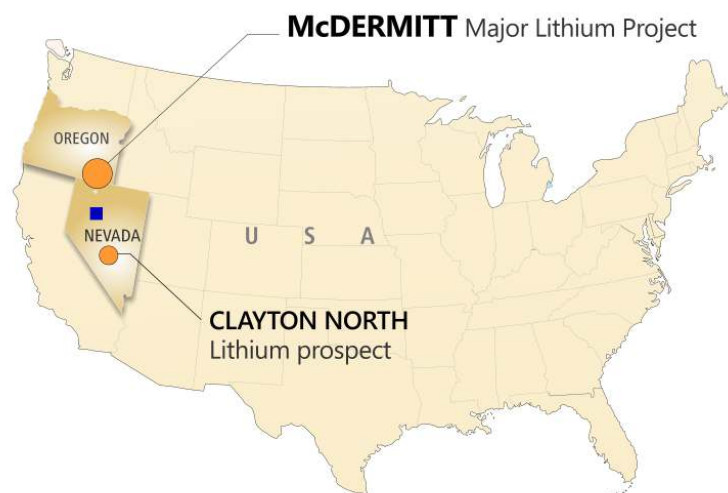 McDERMITT Major Lithium Project
OREGON
NEVADA
U S A
CLAYTON NORTH
Lithium prospect